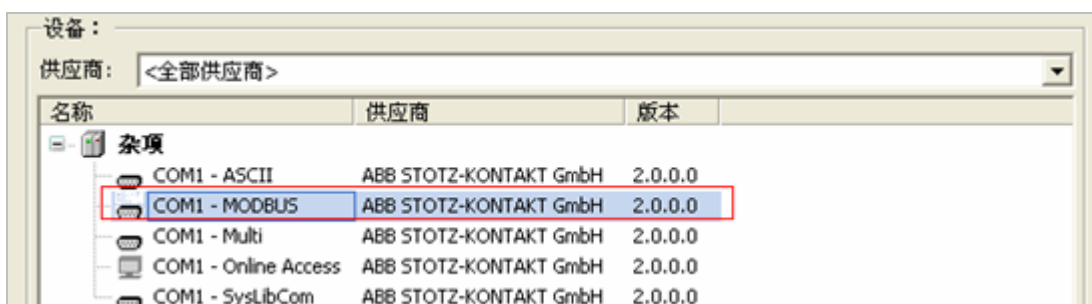 设备：
供应商： <全部供应商>
名称 供应商 版本
杂项
COM1 - ASCII ABB STOTZ-KONTAKT GmbH 2.0.0.0
COM1 - MODBUS ABB STOTZ-KONTAKT GmbH 2.0.0.0
COM1 - Multi ABB STOTZ-KONTAKT GmbH 2.0.0.0
COM1 - Online Access ABB STOTZ-KONTAKT GmbH 2.0.0.0
COM1 - SysLibCom ABB STOTZ-KONTAKT GmbH 2.0.0.0